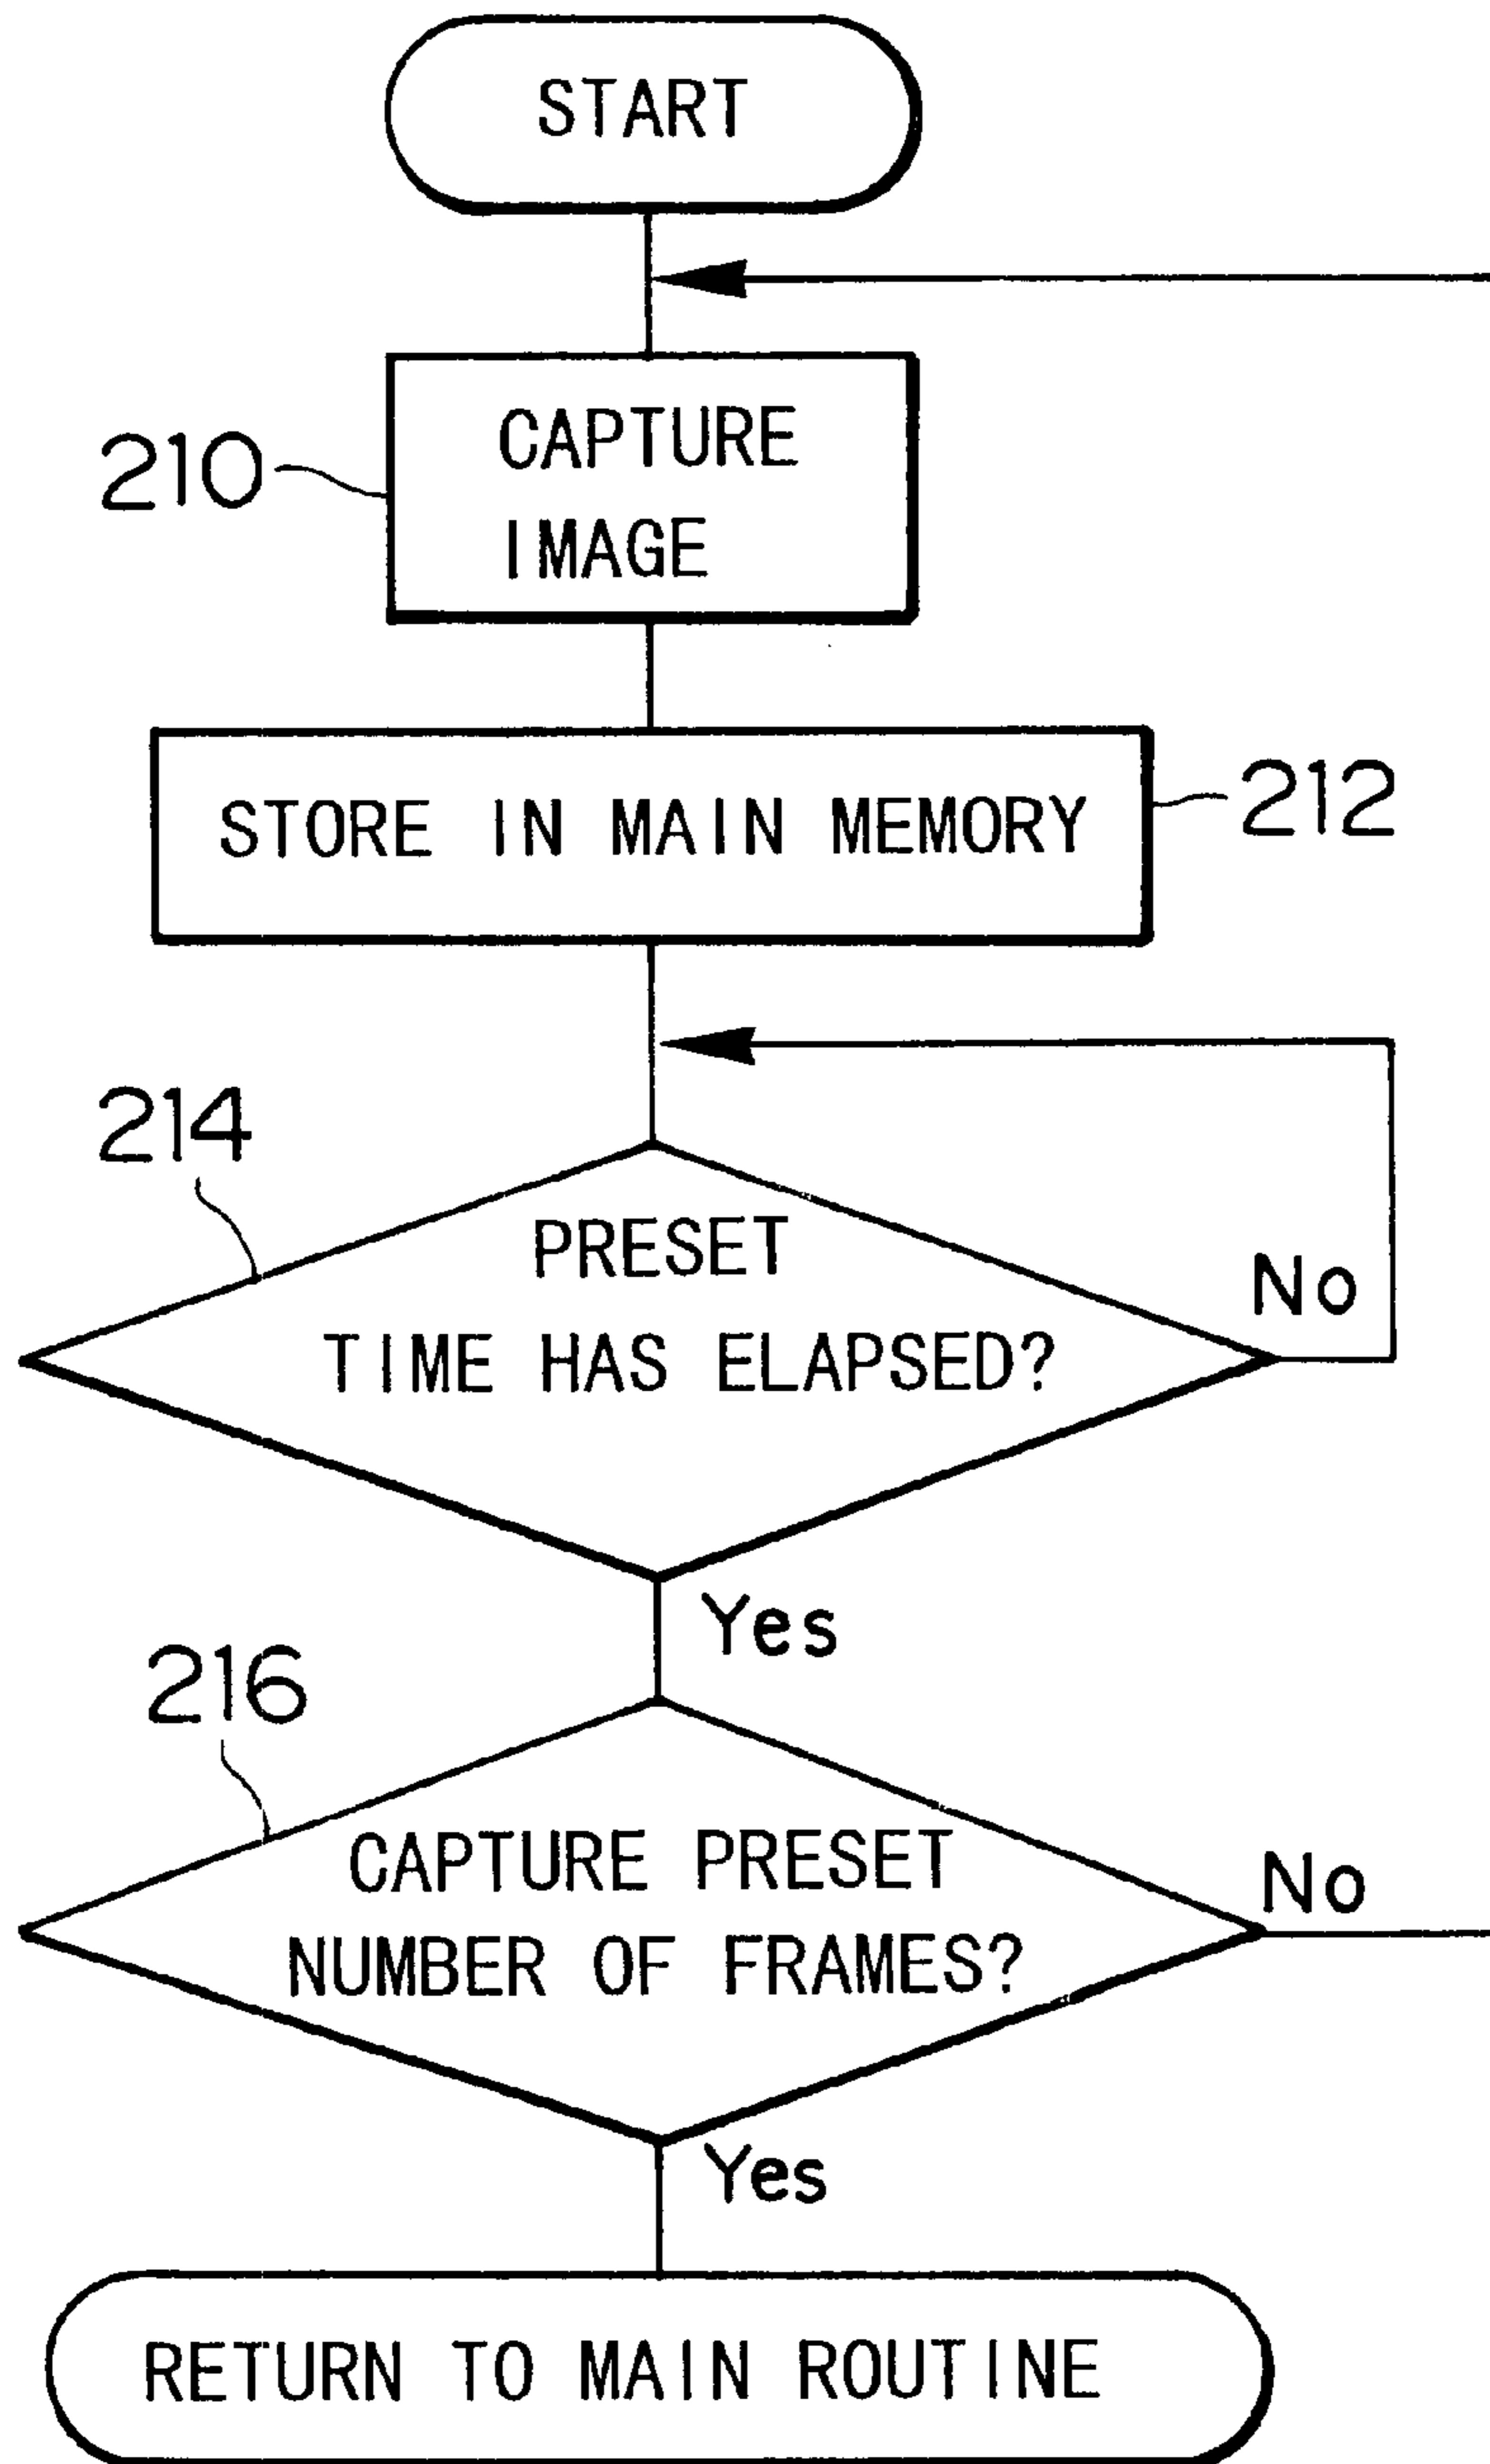 START
210
CAPTURE
IMAGE
STORE IN MAIN MEMORY
212
214
PRESET
No
TIME HAS ELAPSED?
Yes
216
CAPTURE PRESET
No
NUMBER OF FRAMES?
Yes
RETURN TO MAIN ROUTINE